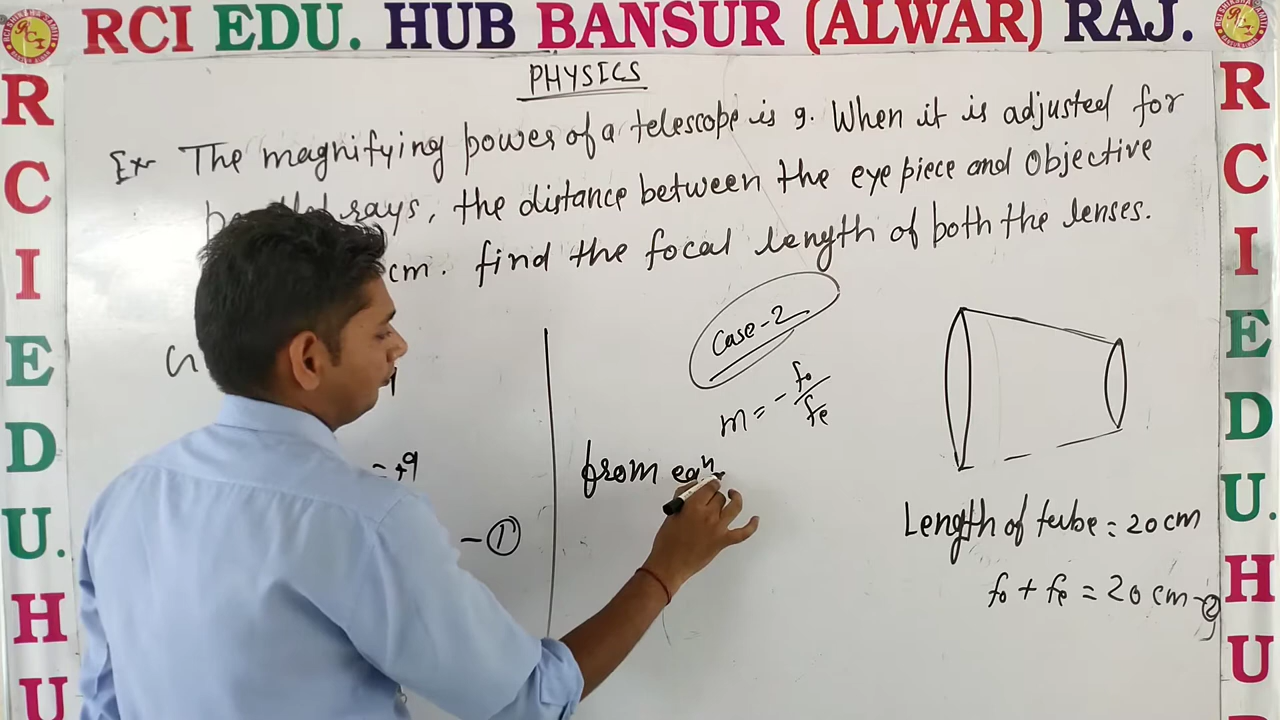 RCI EDU. HUB BANSUR (ALWAR) RAJ.
PHYSICS
Ex- The magnifying power of a telescope is 9. When it is adjusted for
rays, the distance between the eye piece and Objective
cm. find the focal length of both the lenses.
Case-2
m = - fo/fe
= +9
- ①
from eqn
Length of tube = 20 cm
fo + fe = 20 cm - ②
R
C
I
E
D
U.
H
U
R
C
I
E
D
U.
H
U